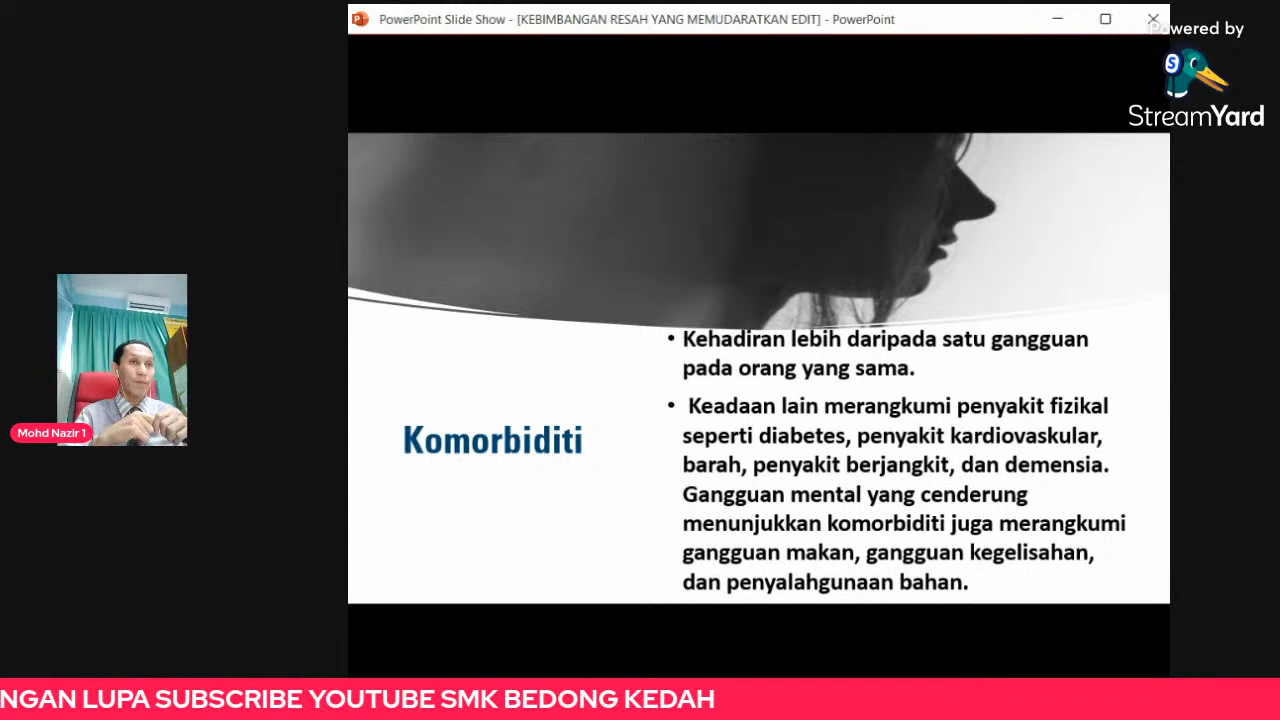 PowerPoint Slide Show - [KEBIMBANGAN RESAH YANG MEMUDARATKAN EDIT] - PowerPoint
Powered by
S
StreamYard
• Kehadiran lebih daripada satu gangguan
pada orang yang sama.
• Keadaan lain merangkumi penyakit fizikal
seperti diabetes, penyakit kardiovaskular,
barah, penyakit berjangkit, dan demensia.
Gangguan mental yang cenderung
menunjukkan komorbiditi juga merangkumi
gangguan makan, gangguan kegelisahan,
dan penyalahgunaan bahan.
Komorbiditi
Mohd Nazir 1
NGAN LUPA SUBSCRIBE YOUTUBE SMK BEDONG KEDAH